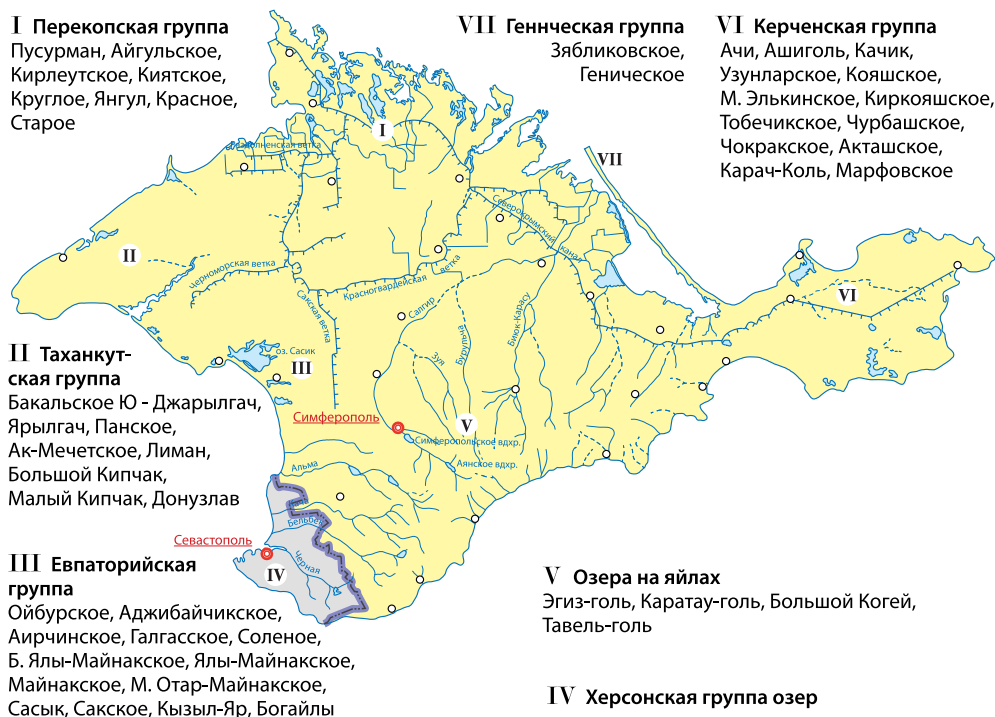 I Перекопская группа
Пусурман, Айгульское,
Кирлеутское, Киятское,
Круглое, Янгул, Красное,
Старое
VII Геннческая группа
Зябликовское,
Геническое
VI Керченская группа
Ачи, Ашиголь, Качик,
Узунларское, Кояшское,
М. Элькинское, Киркояшское,
Тобечикское, Чурбашское,
Чокракское, Акташское,
Карач-Коль, Марфовское
I
Раздолненская ветка
VII
Северокрымский канал
II
Черноморская ветка
Красногвардейская ветка
Сакская ветка
Салгир
Зуя
Бурульча
Биюк-Карасу
VI
оз. Сасик
III
II Таханкут-
ская группа
Бакальское Ю - Джарылгач,
Ярылгач, Панское,
Ак-Мечетское, Лиман,
Большой Кипчак,
Малый Кипчак, Донузлав
Симферополь
V
Симферопольское вдхр.
Аянское вдхр.
Альма
Бельбек
Севастополь
Черная
IV
III Евпаторийская
группа
Ойбурское, Аджибайчикское,
Аирчинское, Галгасское, Соленое,
Б. Ялы-Майнакское, Ялы-Майнакское,
Майнакское, М. Отар-Майнакское,
Сасык, Сакское, Кызыл-Яр, Богайлы
V Озера на яйлах
Эгиз-голь, Каратау-голь, Большой Когей,
Тавель-голь
IV Херсонская группа озер